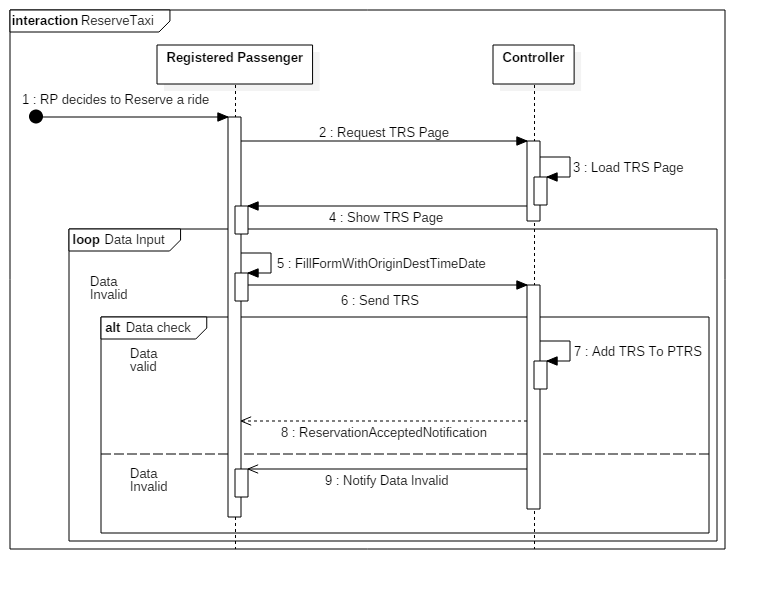 interaction ReserveTaxi
Registered Passenger
Controller
1 : RP decides to Reserve a ride
2 : Request TRS Page
3 : Load TRS Page
4 : Show TRS Page
loop Data Input
5 : FillFormWithOriginDestTimeDate
Data
Invalid
6 : Send TRS
alt Data check
Data
valid
7 : Add TRS To PTRS
8 : ReservationAcceptedNotification
Data
Invalid
9 : Notify Data Invalid